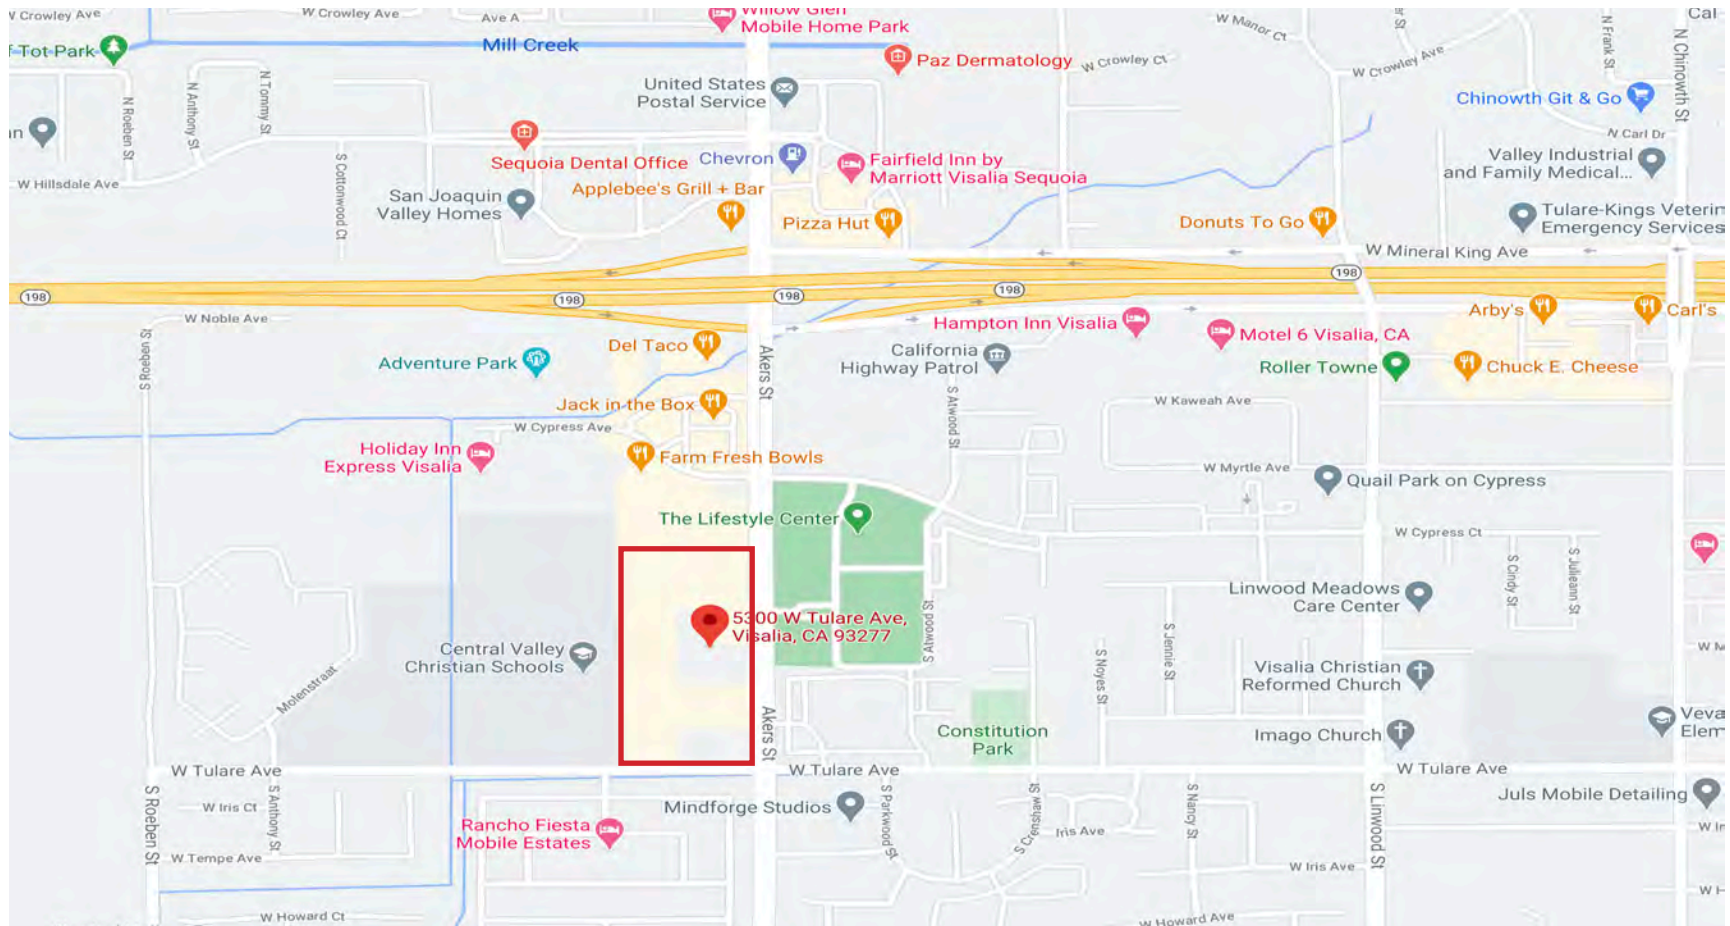 W Crowley Ave
W Crowley Ave
Ave A
Willow Glen
Mobile Home Park
W Manor Ct
N Frank St
Cal
N Chinowth St
Tot Park
Mill Creek
Paz Dermatology
W Crowley Ct
W Crowley Ave
United States
Postal Service
Chinowth Git & Go
N Roeben St
N Anthony St
N Tommy St
N Carl Dr
Sequoia Dental Office
Chevron
Fairfield Inn by
Marriott Visalia Sequoia
Valley Industrial
and Family Medical...
W Hillsdale Ave
S Cottonwood Ct
San Joaquin
Valley Homes
Applebee's Grill + Bar
Pizza Hut
Donuts To Go
Tulare-Kings Veterin
Emergency Services
W Mineral King Ave
198
198
198
198
198
W Noble Ave
S Roeben St
Del Taco
Akers St
Hampton Inn Visalia
Motel 6 Visalia, CA
Arby's
Carl's
Adventure Park
California
Highway Patrol
Roller Towne
Chuck E. Cheese
Jack in the Box
S Atwood St
W Kaweah Ave
W Cypress Ave
Holiday Inn
Express Visalia
Farm Fresh Bowls
W Myrtle Ave
Quail Park on Cypress
The Lifestyle Center
W Cypress Ct
S Cindy St
S Julieann St
Linwood Meadows
Care Center
5300 W Tulare Ave,
Visalia, CA 93277
S Atwood St
Central Valley
Christian Schools
S Noyes St
S Jennie St
Visalia Christian
Reformed Church
Molenstraat
Akers St
Constitution
Park
Imago Church
Veva
Elem
W Tulare Ave
W Tulare Ave
W Tulare Ave
S Roeben St
W Iris Ct
S Anthony St
Mindforge Studios
S Parkwood St
S Crenshaw St
Iris Ave
S Nancy St
S Linwood St
Juls Mobile Detailing
Rancho Fiesta
Mobile Estates
W Tempe Ave
W Iris Ave
W Howard Ct
W Howard Ave